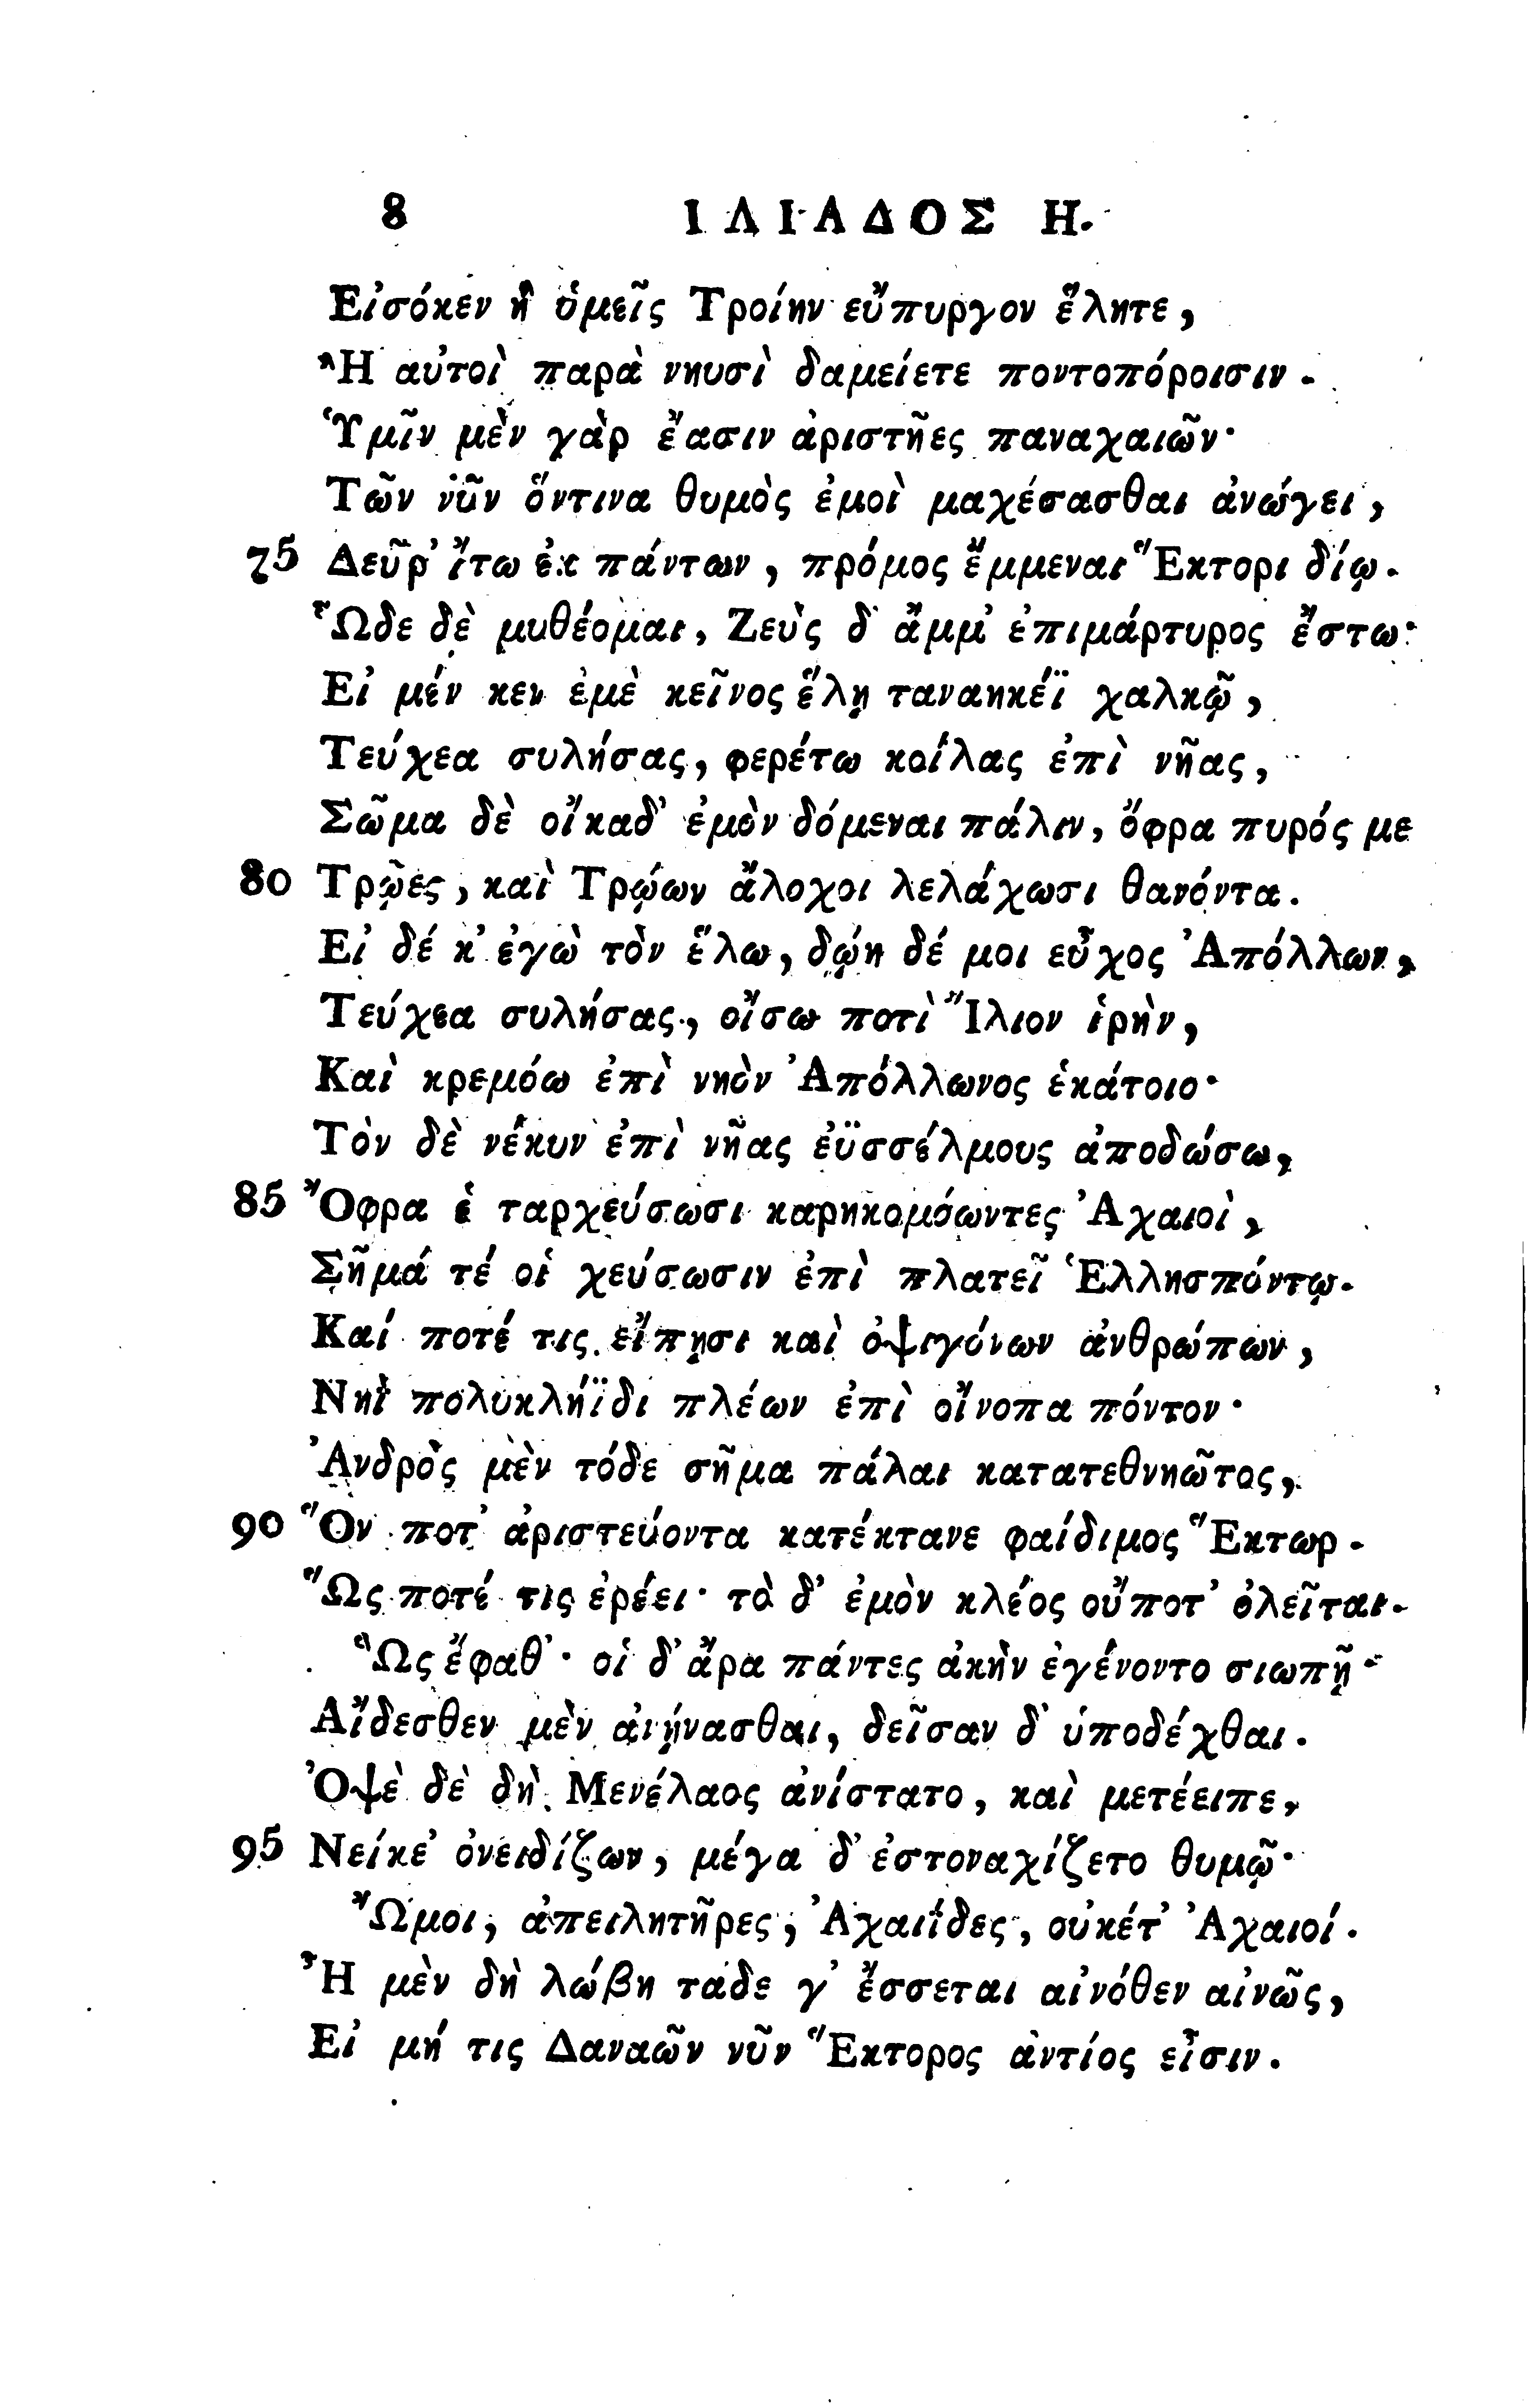 8 ΙΛΙΑΔΟΣ Η.
Εἰσόκεν ἢ ὑμεῖς Τροίην εὔπυργον ἕλητε,
Ἢ αὐτοὶ παρὰ νηυσὶ δαμείετε ποντοπόροισιν.
Ὑμῖν μὲν γὰρ ἔασιν ἀριστῆες παναχαιῶν·
Τῶν νῦν ὅντινα θυμὸς ἐμοὶ μαχέσασθαι ἀνώγει,
75 Δεῦρ’ ἴτω ἐκ πάντων, πρόμος ἔμμεναι Ἕκτορι δίῳ.
Ὧδε δὲ μυθέομαι, Ζεὺς δ’ ἄμμ’ ἐπιμάρτυρος ἔστω·
Εἰ μέν κεν ἐμὲ κεῖνος ἕλῃ ταναηκέϊ χαλκῷ,
Τεύχεα συλήσας, φερέτω κοίλας ἐπὶ νῆας,
Σῶμα δὲ οἴκαδ’ ἐμὸν δόμεναι πάλιν, ὄφρα πυρός με
80 Τρῷες, καὶ Τρῴων ἄλοχοι λελάχωσι θανόντα.
Εἰ δέ κ’ ἐγὼ τὸν ἕλω, δῴη δέ μοι εὖχος Ἀπόλλων,
Τεύχεα συλήσας, οἴσω ποτὶ Ἴλιον ἱρὴν,
Καὶ κρεμόω ἐπὶ νηὸν Ἀπόλλωνος ἑκάτοιο·
Τὸν δὲ νέκυν ἐπὶ νῆας ἐϋσσέλμους ἀποδώσω,
85 Ὄφρα ἑ ταρχεύσωσι καρηκομόωντες Ἀχαιοὶ,
Σῆμά τέ οἱ χεύσωσιν ἐπὶ πλατεῖ Ἑλλησπόντῳ.
Καί ποτέ τις εἴπῃσι καὶ ὀψιγόνων ἀνθρώπων,
Νηῒ πολυκλήϊδι πλέων ἐπὶ οἴνοπα πόντον·
Ἀνδρὸς μὲν τόδε σῆμα πάλαι κατατεθνηῶτος,
90 Ὅν ποτ’ ἀριστεύοντα κατέκτανε φαίδιμος Ἕκτωρ.
Ὥς ποτέ τις ἐρέει· τὸ δ’ ἐμὸν κλέος οὔποτ’ ὀλεῖται.
Ὣς ἔφαθ’· οἱ δ’ ἄρα πάντες ἀκὴν ἐγένοντο σιωπῇ·
Αἴδεσθεν μὲν ἀνῄνασθαι, δεῖσαν δ’ ὑποδέχθαι.
Ὀψὲ δὲ δὴ Μενέλαος ἀνίστατο, καὶ μετέειπε,
95 Νείκε’ ὀνειδίζων, μέγα δ’ ἐστοναχίζετο θυμῷ·
Ὤμοι, ἀπειλητῆρες, Ἀχαιΐδες, οὐκέτ’ Ἀχαιοί.
Ἦ μὲν δὴ λώβη τάδε γ’ ἔσσεται αἰνόθεν αἰνῶς,
Εἰ μή τις Δαναῶν νῦν Ἕκτορος ἀντίος εἶσιν.